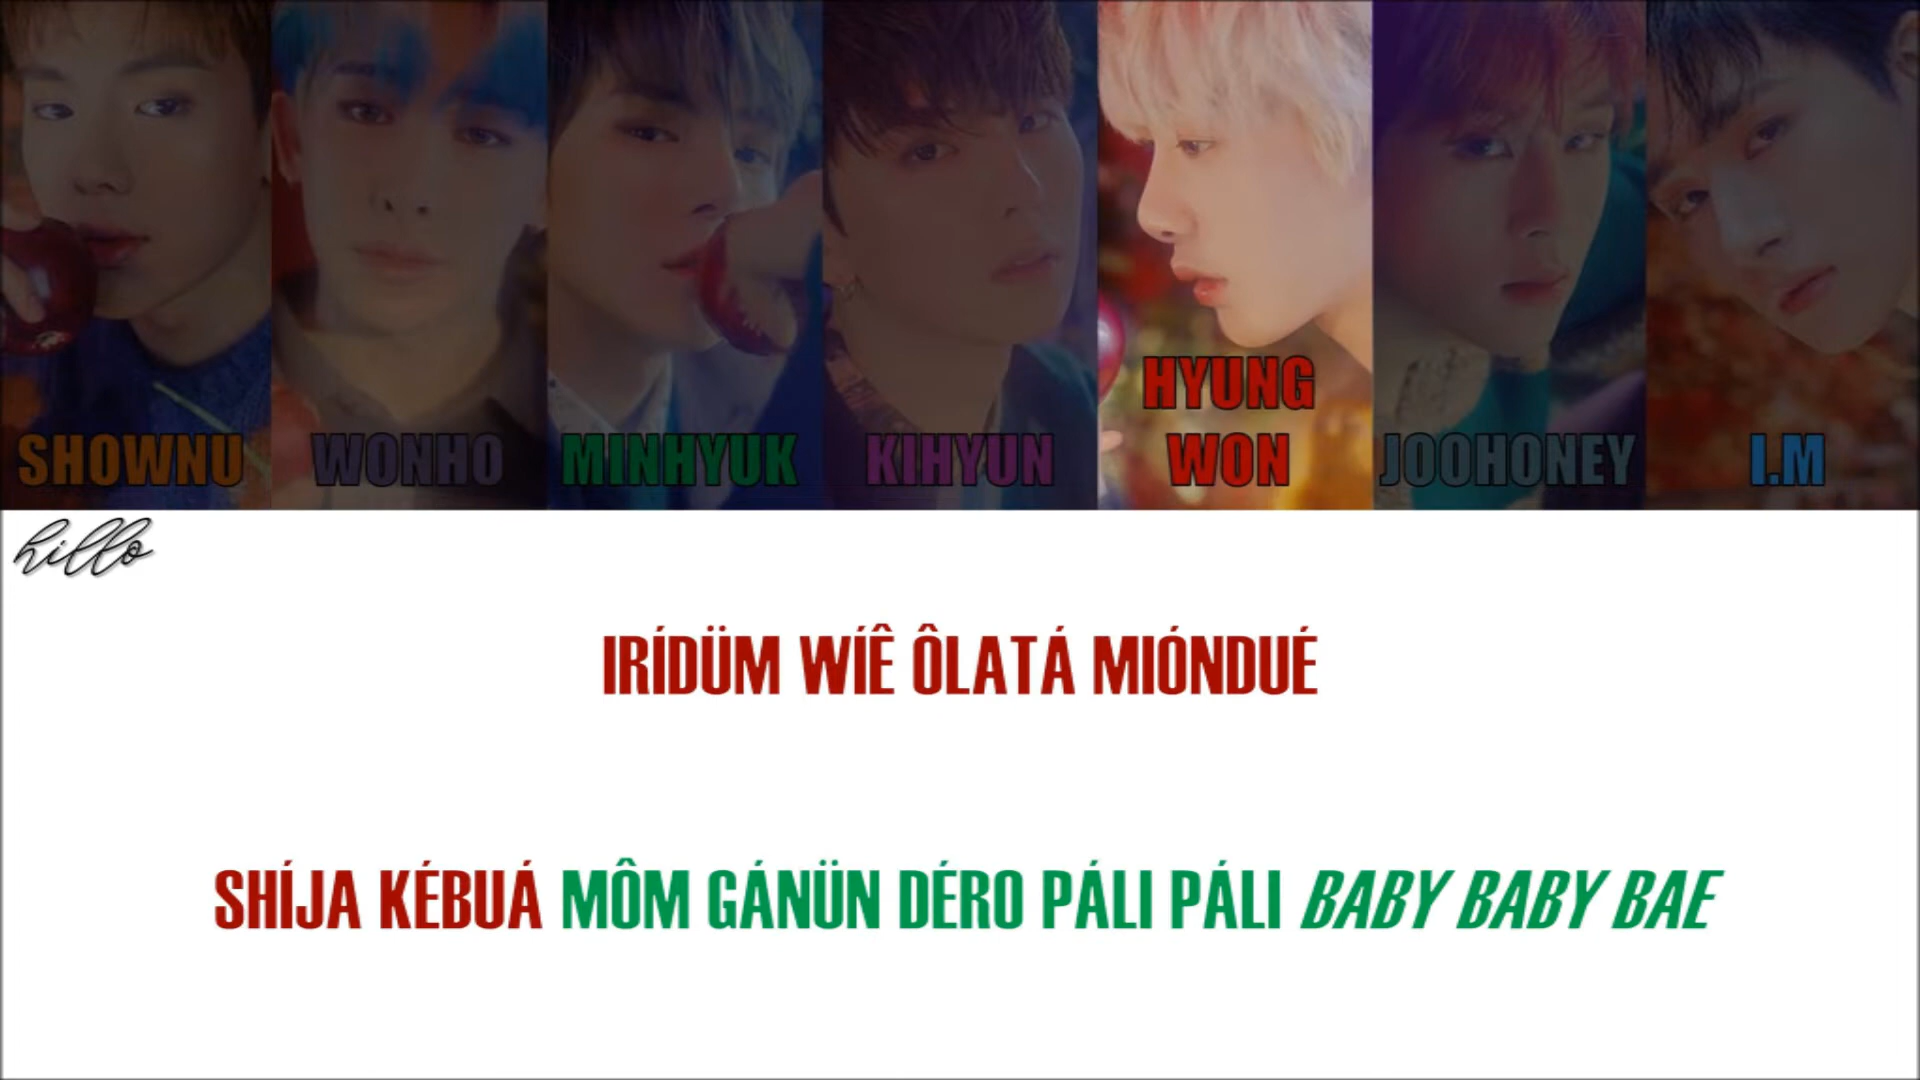 SHOWNU WONHO MINHYUK KIHYUN HYUNG WON JOOHONEY I.M
hillo
IRÍDÜM WÍÊ ÔLATÁ MIÓNDUÉ
SHÍJA KÉBUÁ MÔM GÁNÜN DÉRO PÁLI PÁLI BABY BABY BAE